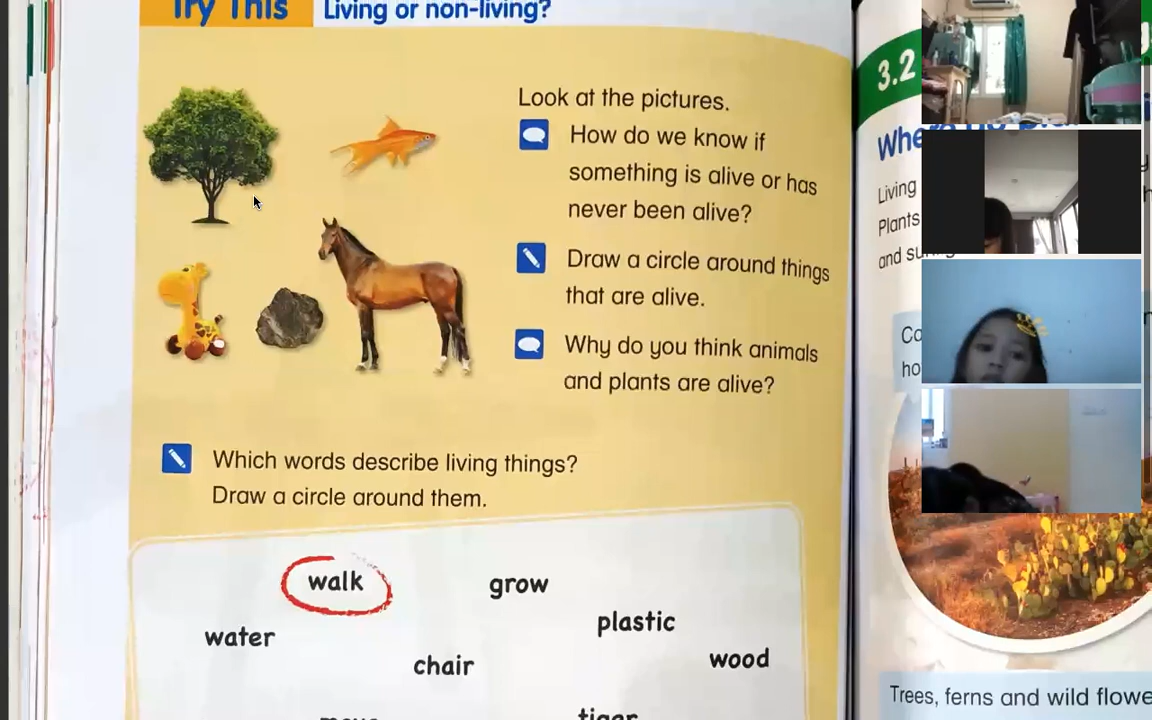 Try This
Living or non-living?
Look at the pictures.
How do we know if
something is alive or has
never been alive?
Draw a circle around things
that are alive.
Why do you think animals
and plants are alive?
Which words describe living things?
Draw a circle around them.
walk
grow
water
plastic
chair
wood
move
tiger
3.2
Living
Plants
and
Trees, ferns and wild